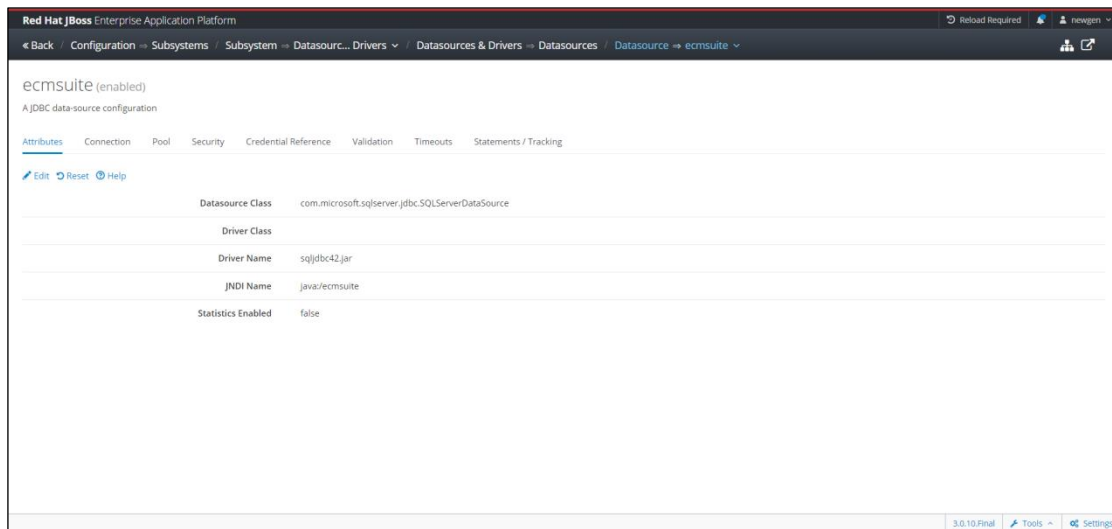 Red Hat JBoss Enterprise Application Platform Reload Required newgen
« Back / Configuration ⇒ Subsystems / Subsystem ⇒ Datasourc... Drivers / Datasources & Drivers ⇒ Datasources / Datasource ⇒ ecmsuite
ecmsuite (enabled)
A JDBC data-source configuration
Attributes Connection Pool Security Credential Reference Validation Timeouts Statements / Tracking
Edit Reset Help
Datasource Class com.microsoft.sqlserver.jdbc.SQLServerDataSource
Driver Class
Driver Name sqljdbc42.jar
JNDI Name java:/ecmsuite
Statistics Enabled false
3.0.10.Final Tools Settings